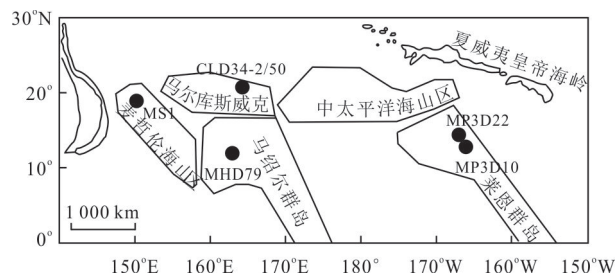 30°N
20°
10°
0°
夏威夷皇帝海岭
CLD34-2/50
马尔库斯威克
中太平洋海山区
MS1
麦哲伦海山区
MHD79
马绍尔群岛
MP3D22
MP3D10
莱恩群岛
1 000 km
150°E
160°E
170°E
180°
170°W
160°W
150°W